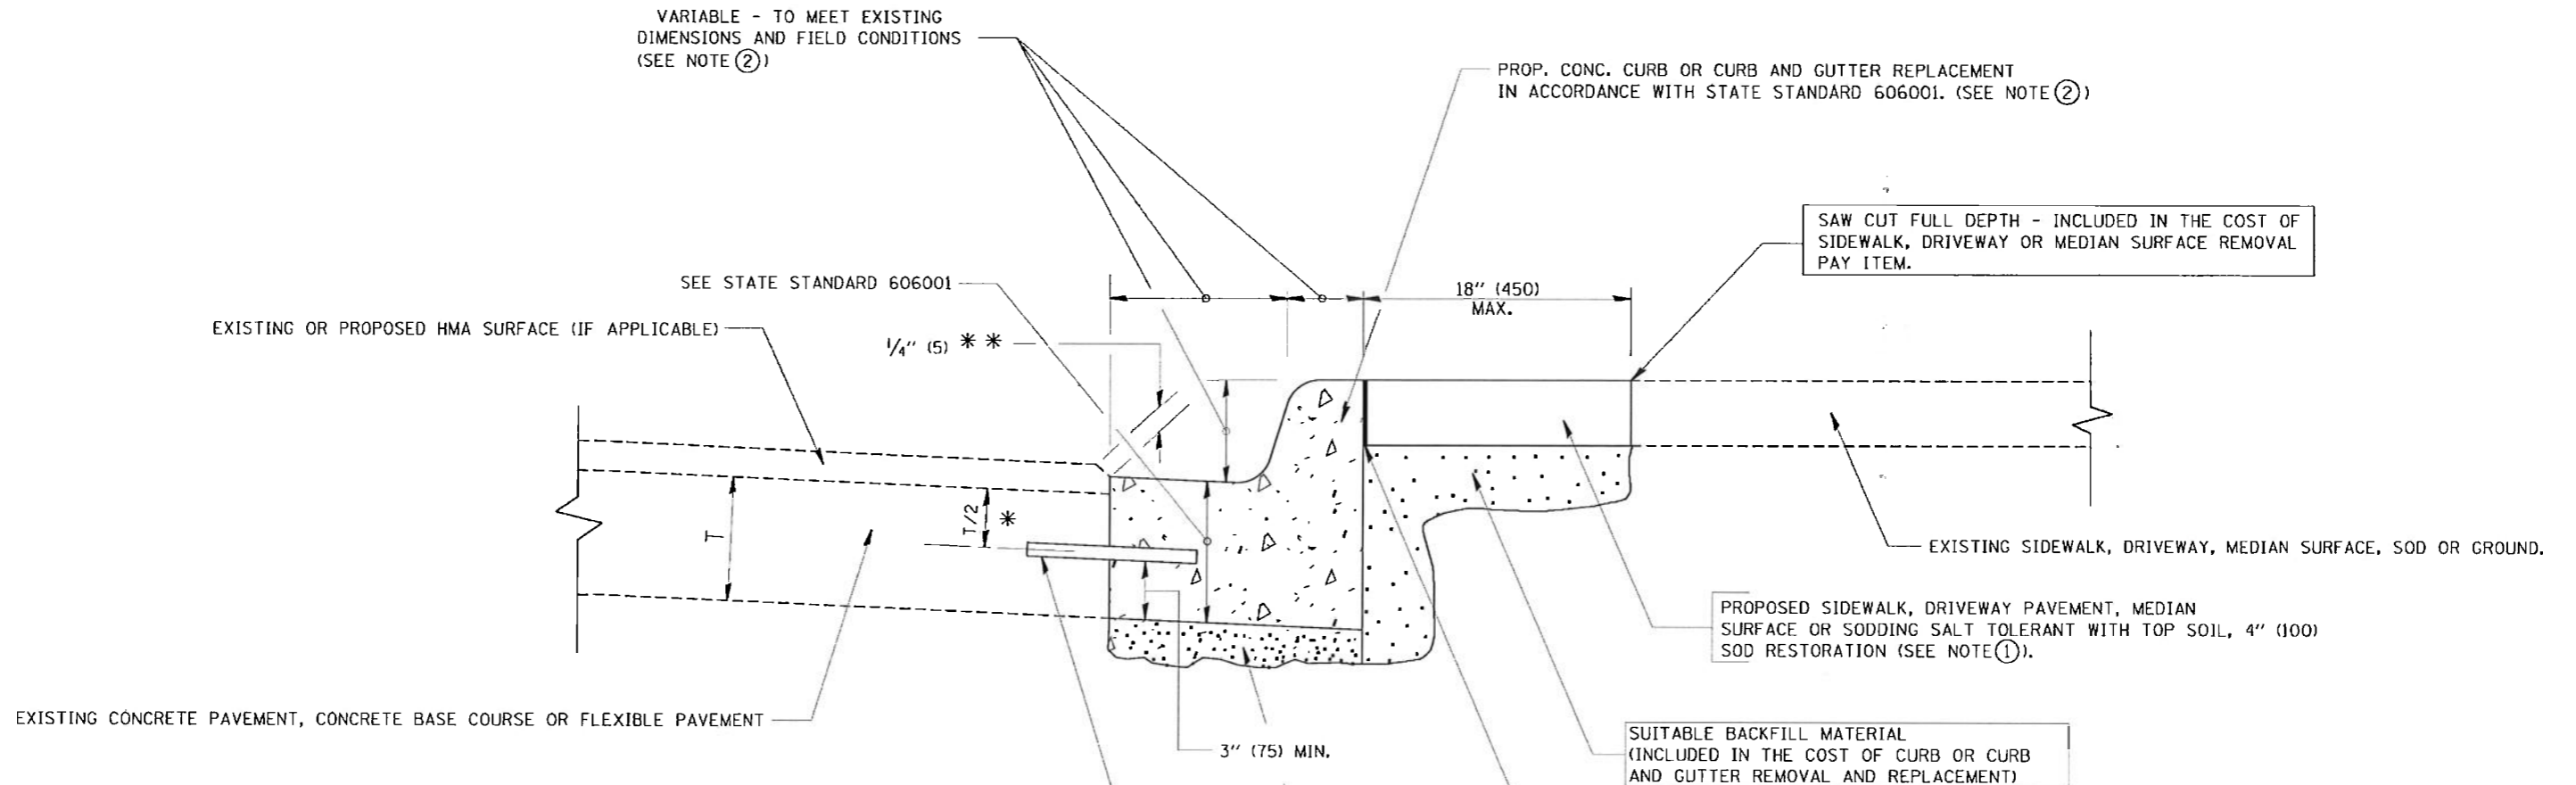 VARIABLE - TO MEET EXISTING
DIMENSIONS AND FIELD CONDITIONS
(SEE NOTE ②)
PROP. CONC. CURB OR CURB AND GUTTER REPLACEMENT
IN ACCORDANCE WITH STATE STANDARD 606001. (SEE NOTE ②)
SAW CUT FULL DEPTH - INCLUDED IN THE COST OF
SIDEWALK, DRIVEWAY OR MEDIAN SURFACE REMOVAL
PAY ITEM.
SEE STATE STANDARD 606001
18" (450)
MAX.
EXISTING OR PROPOSED HMA SURFACE (IF APPLICABLE)
1/4" (5) * *
T
T/2 *
EXISTING SIDEWALK, DRIVEWAY, MEDIAN SURFACE, SOD OR GROUND.
PROPOSED SIDEWALK, DRIVEWAY PAVEMENT, MEDIAN
SURFACE OR SODDING SALT TOLERANT WITH TOP SOIL, 4" (100)
SOD RESTORATION (SEE NOTE ①).
EXISTING CONCRETE PAVEMENT, CONCRETE BASE COURSE OR FLEXIBLE PAVEMENT
3" (75) MIN.
SUITABLE BACKFILL MATERIAL
(INCLUDED IN THE COST OF CURB OR CURB
AND GUTTER REMOVAL AND REPLACEMENT)